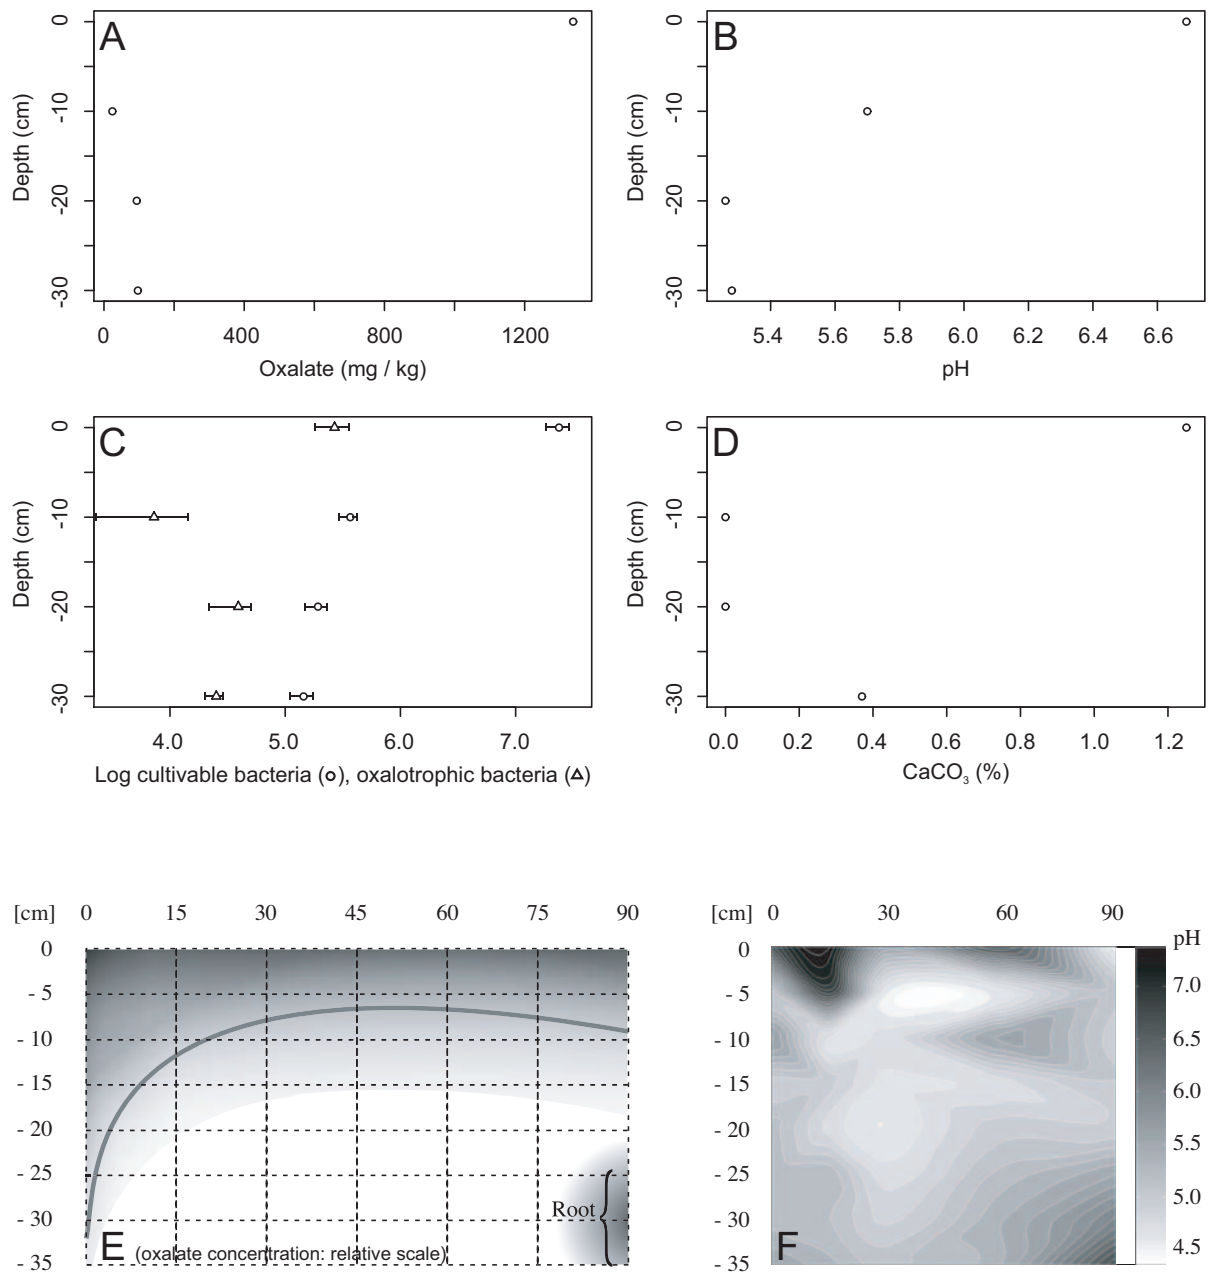 A
Depth (cm)
0
-10
-20
-30
0 400 800 1200
Oxalate (mg / kg)
B
Depth (cm)
0
-10
-20
-30
5.4 5.6 5.8 6.0 6.2 6.4 6.6
pH
C
Depth (cm)
0
-10
-20
-30
4.0 5.0 6.0 7.0
Log cultivable bacteria (o), oxalotrophic bacteria (△)
D
Depth (cm)
0
-10
-20
-30
0.0 0.2 0.4 0.6 0.8 1.0 1.2
CaCO₃ (%)
[cm] 0 15 30 45 60 75 90
0
- 5
- 10
- 15
- 20
- 25
- 30
- 35
Root
E (oxalate concentration: relative scale)
[cm] 0 30 60 90
0
- 5
- 10
- 15
- 20
- 25
- 30
- 35
F
pH
7.0
6.5
6.0
5.5
5.0
4.5